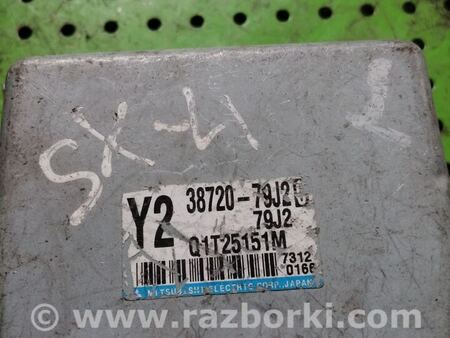 SX-4
Y2 38720-79J2
79J2
Q1T25151M
7312
0166
MITSUBISHI ELECTRIC CORP. JAPAN
© www.razborki.com